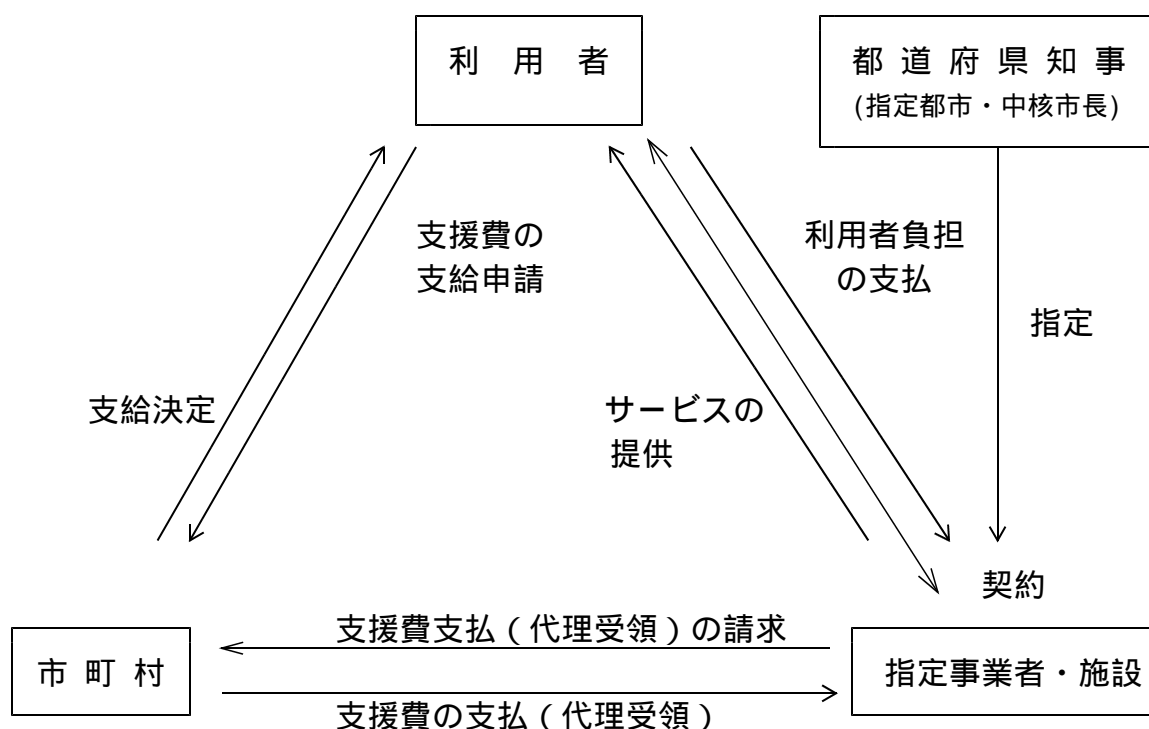 利 用 者
都 道 府 県 知 事
(指定都市・中核市長)
支援費の
支給申請
利用者負担
の支払
指定
支給決定
サービスの
提供
契約
支援費支払（代理受領）の請求
市 町 村
指定事業者・施設
支援費の支払（代理受領）